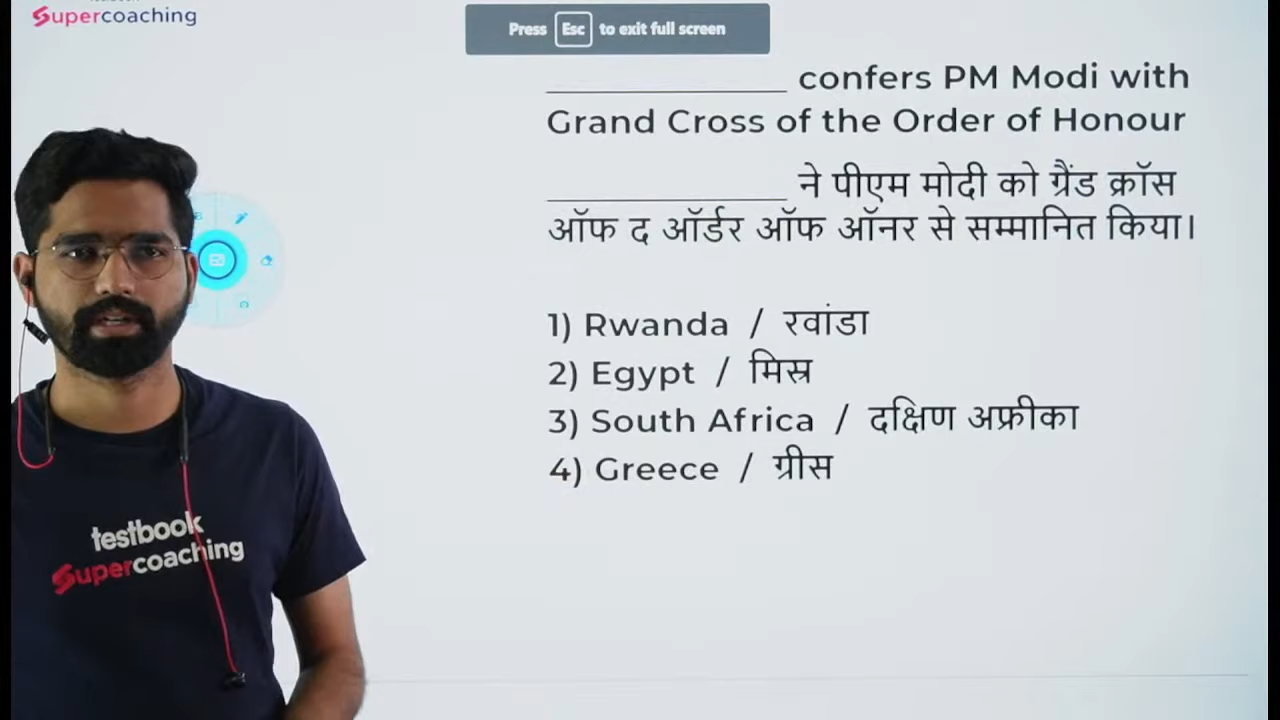 Supercoaching
Press Esc to exit full screen
____________ confers PM Modi with
Grand Cross of the Order of Honour
____________ ने पीएम मोदी को ग्रैंड क्रॉस
ऑफ द ऑर्डर ऑफ ऑनर से सम्मानित किया।
1) Rwanda / रवांडा
2) Egypt / मिस्र
3) South Africa / दक्षिण अफ्रीका
4) Greece / ग्रीस
testbook
Supercoaching